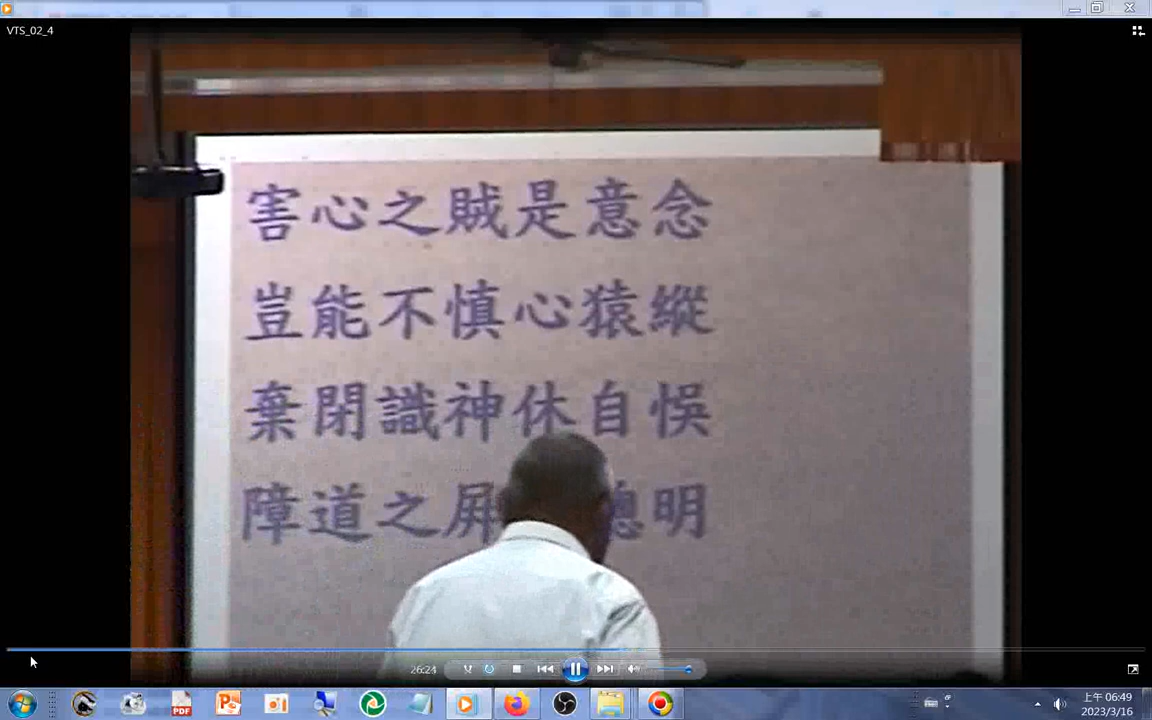 VTS_02_4
害心之賊是意念
豈能不慎心猿縱
棄閉識神休自悞
障道之屏 聰明
26:24
PDF
上午 06:49
2023/3/16